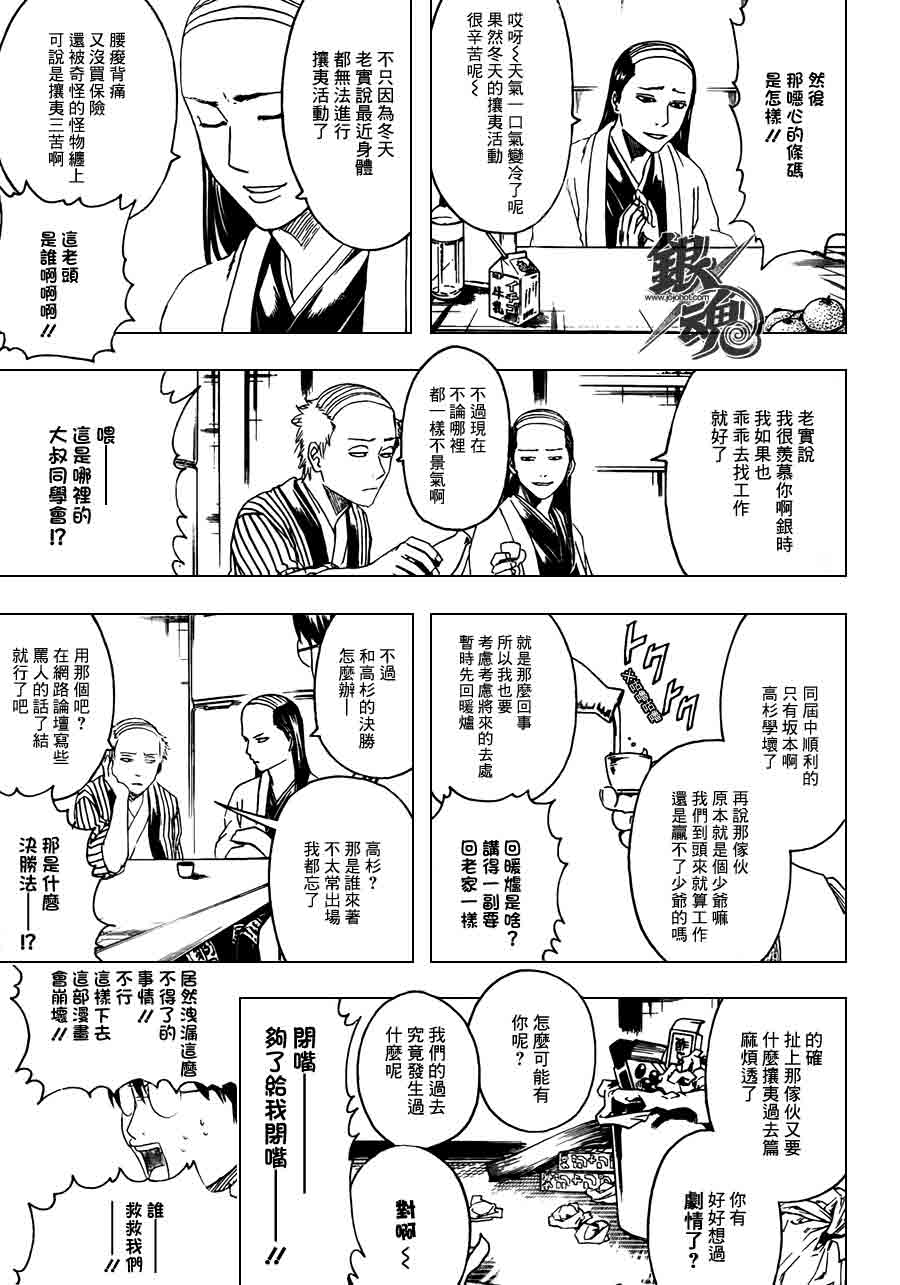 然後
那噁心的條碼
是怎樣!!
哎呀~天氣一口氣變冷了呢
果然冬天的攘夷活動
很辛苦呢~
イチゴ
牛乳
銀魂
www.jojohot.com
不只因為冬天
老實說最近身體
都無法進行
攘夷活動了
腰痠背痛
又沒買保險
還被奇怪的怪物纏上
可說是攘夷三苦啊
這老頭
是誰啊啊啊!!
老實說
我很羨慕你啊銀時
我如果也
乖乖去找工作
就好了
不過現在
不論哪裡
都一樣不景氣啊
喂——
這是哪裡的
大叔同學會!?
同屆中順利的
只有坂本啊
高杉學壞了
トク
トク
※咕嚕咕嚕
再說那傢伙
原本就是個少爺嘛
我們到頭來就算工作
還是贏不了少爺的嗎
就是那麼回事
所以我也要
考慮考慮將來的去處
暫時先回暖爐
回暖爐是啥?
講得一副要
回老家一樣
不過
和高杉的決勝
怎麼辦—
高杉?
那是誰來著
不太常出場
我都忘了
用那個吧?
在網路論壇寫些
罵人的話了結
就行了吧
那是什麼
決勝法——!?
的確
扯上那傢伙又要
什麼攘夷過去篇
麻煩透了
酢
你有
好好想過
劇情了?
怎麼可能有
你呢?
我們的過去
究竟發生過
什麼呢
對啊~
閉嘴——
夠了給我閉嘴——!!
居然洩漏這麼
不得了的
事情!!
不行
這樣下去
這部漫畫
會崩壞!!
誰——
救救我們——